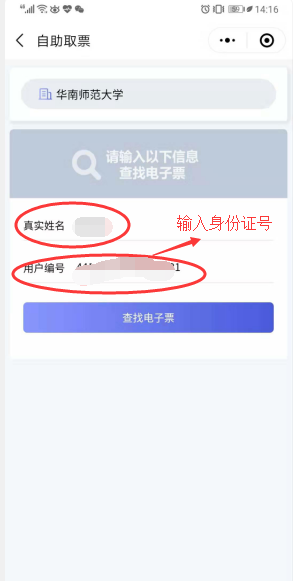 14:16
自助取票
华南师范大学
请输入以下信息
查找电子票
真实姓名
输入身份证号
用户编号
查找电子票